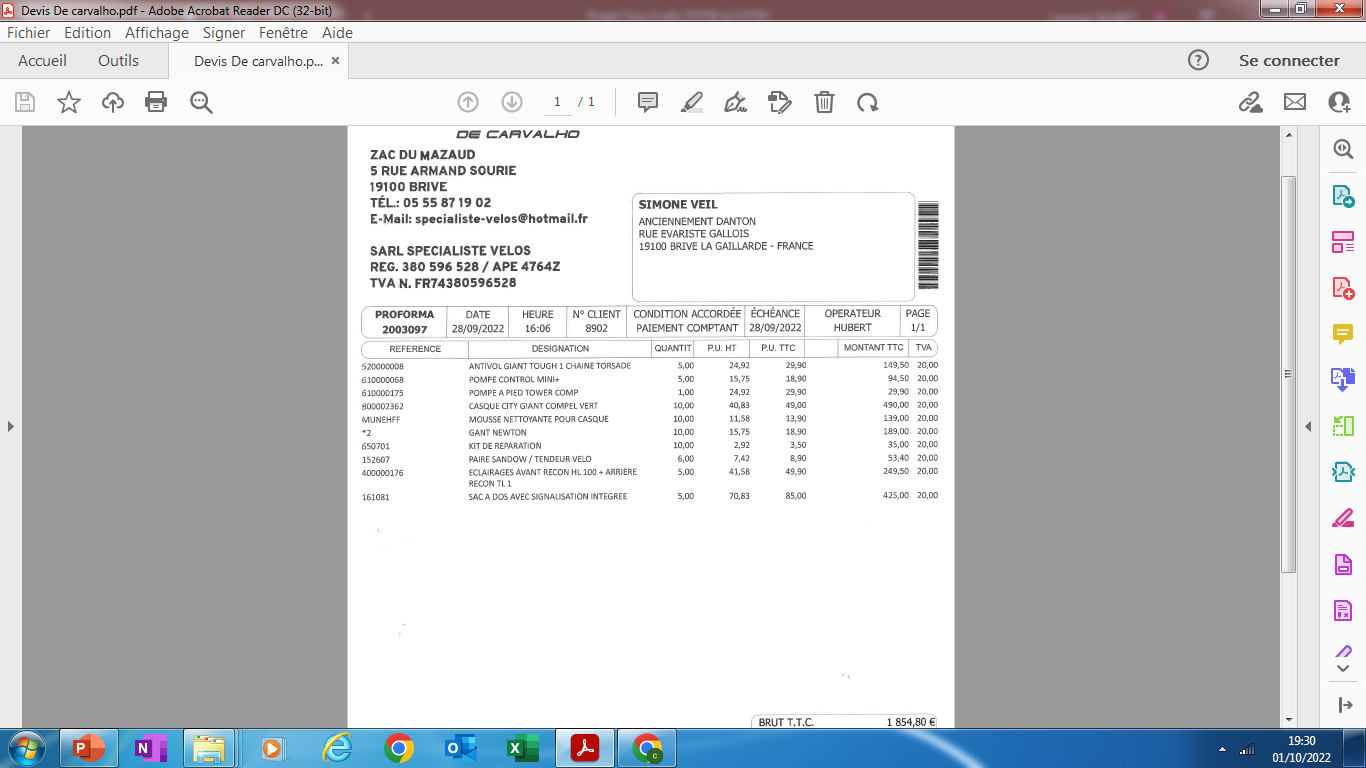 Devis De carvalho.pdf - Adobe Acrobat Reader DC (32-bit)
Fichier Edition Affichage Signer Fenêtre Aide
Accueil Outils Devis De carvalho.p... × ? Se connecter
1 / 1
DE CARVALHO
ZAC DU MAZAUD
5 RUE ARMAND SOURIE
19100 BRIVE
TÉL.: 05 55 87 19 02
E-Mail: specialiste-velos@hotmail.fr
SARL SPECIALISTE VELOS
REG. 380 596 528 / APE 4764Z
TVA N. FR74380596528
SIMONE VEIL
ANCIENNEMENT DANTON
RUE EVARISTE GALLOIS
19100 BRIVE LA GAILLARDE - FRANCE
PROFORMA DATE HEURE N° CLIENT CONDITION ACCORDÉE ÉCHÉANCE OPERATEUR PAGE
2003097 28/09/2022 16:06 8902 PAIEMENT COMPTANT 28/09/2022 HUBERT 1/1
REFERENCE DESIGNATION QUANTIT P.U. HT P.U. TTC MONTANT TTC TVA
520000008 ANTIVOL GIANT TOUGH 1 CHAINE TORSADE 5,00 24,92 29,90 149,50 20,00
610000068 POMPE CONTROL MINI+ 5,00 15,75 18,90 94,50 20,00
610000175 POMPE A PIED TOWER COMP 1,00 24,92 29,90 29,90 20,00
800002362 CASQUE CITY GIANT COMPEL VERT 10,00 40,83 49,00 490,00 20,00
MUNEHFF MOUSSE NETTOYANTE POUR CASQUE 10,00 11,58 13,90 139,00 20,00
*2 GANT NEWTON 10,00 15,75 18,90 189,00 20,00
650701 KIT DE REPARATION 10,00 2,92 3,50 35,00 20,00
152607 PAIRE SANDOW / TENDEUR VELO 6,00 7,42 8,90 53,40 20,00
400000176 ECLAIRAGES AVANT RECON HL 100 + ARRIERE 5,00 41,58 49,90 249,50 20,00
RECON TL 1
161081 SAC A DOS AVEC SIGNALISATION INTEGREE 5,00 70,83 85,00 425,00 20,00
BRUT T.T.C. 1 854,80 €
19:30
01/10/2022